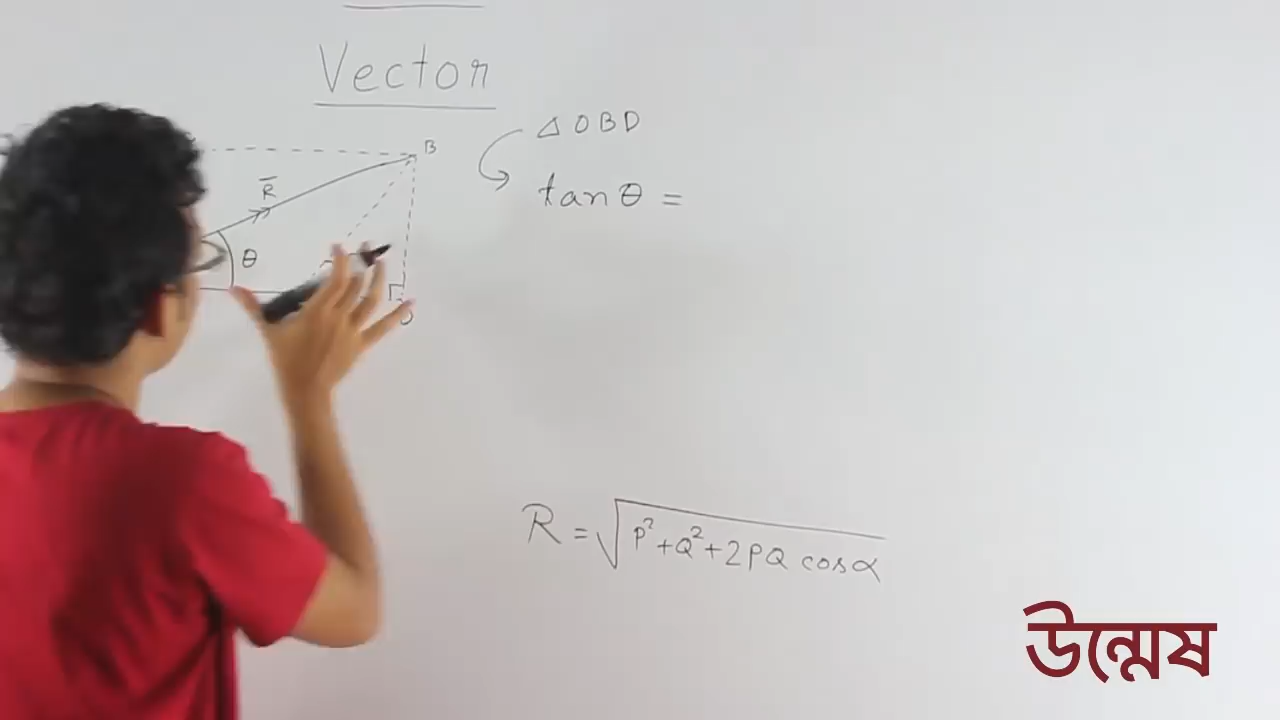 Vector
B
△ OBD
R̅
tanθ =
θ
D
R = √P²+Q²+2PQ cosα
উন্মেষ